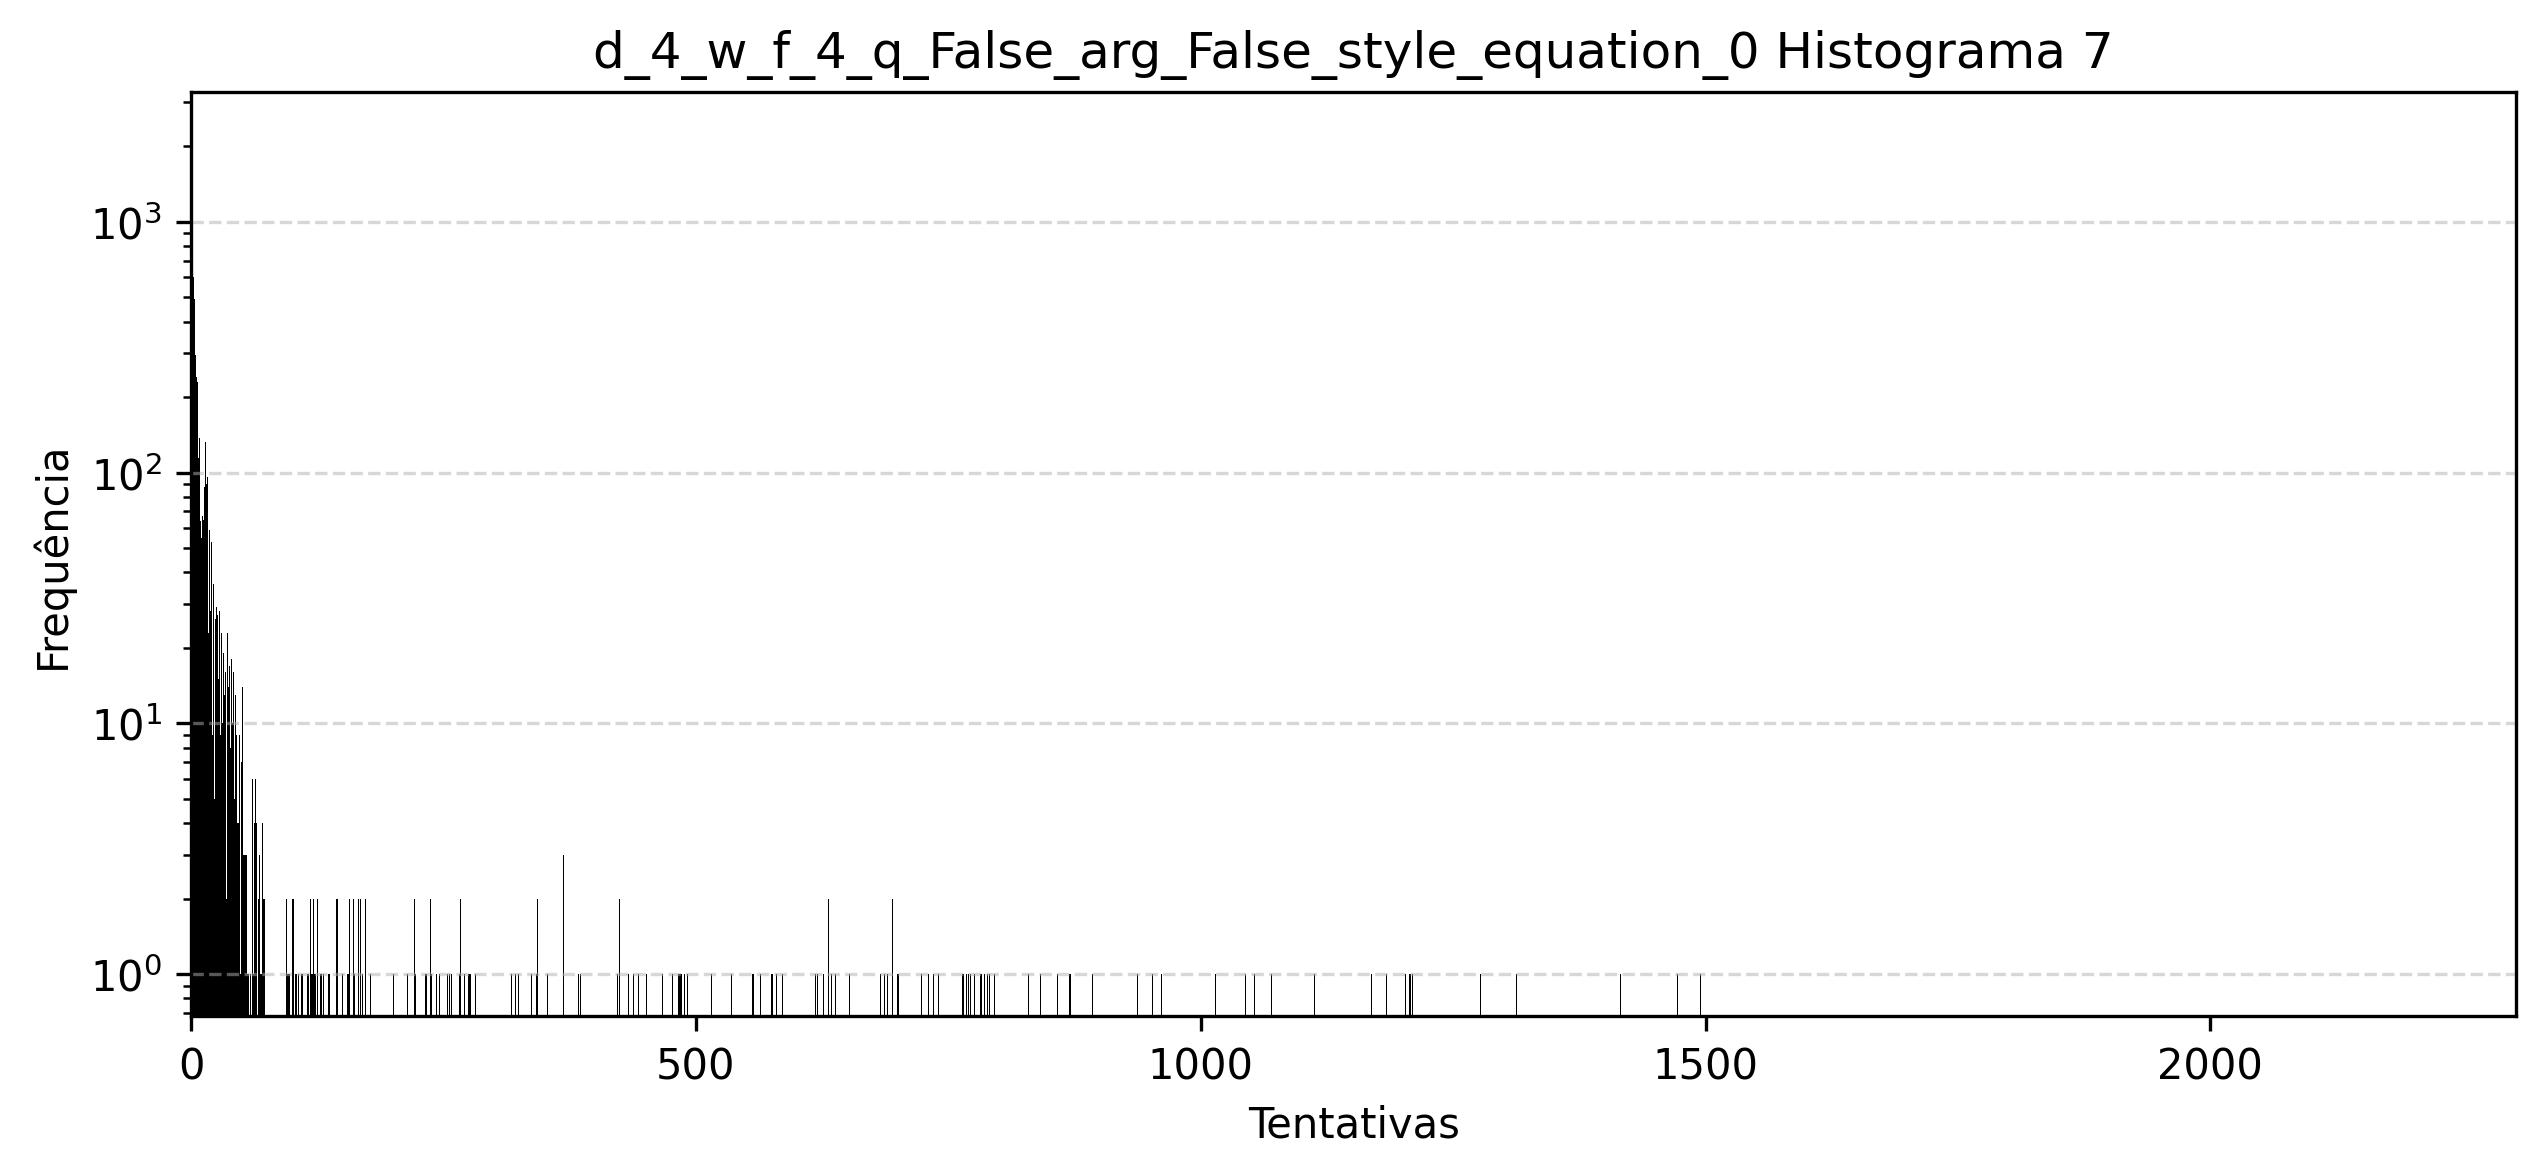 d_4_w_f_4_q_False_arg_False_style_equation_0 Histograma 7
Frequência
10³
10²
10¹
10⁰
0 500 1000 1500 2000
Tentativas